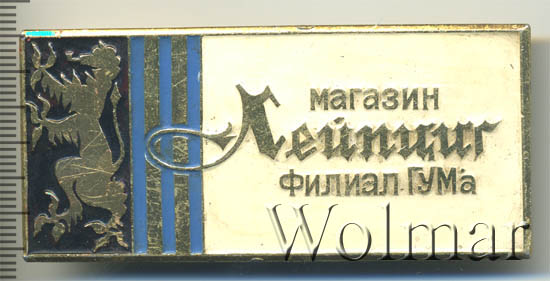 магазин
Лейпциг
филиал ГУМ'а
Wolmar